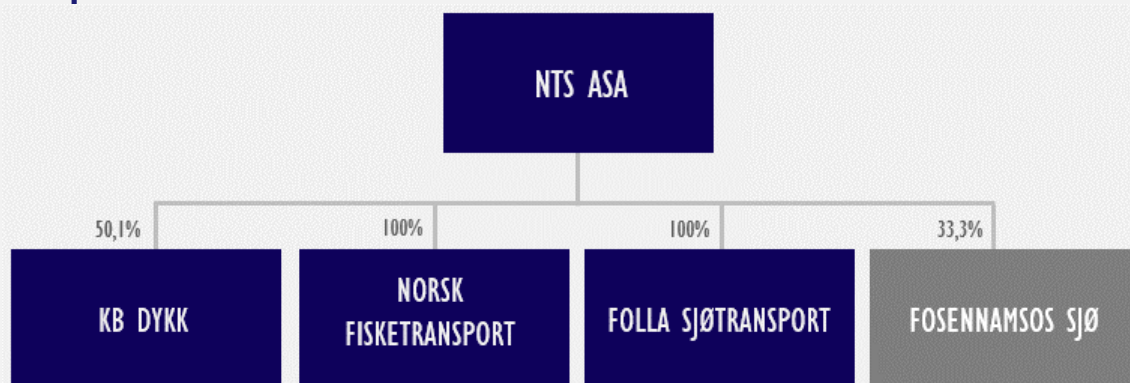 NTS ASA
50,1%
100%
100%
33,3%
KB DYKK
NORSK
FISKETRANSPORT
FOLLA SJØTRANSPORT
FOSENNAMSOS SJØ